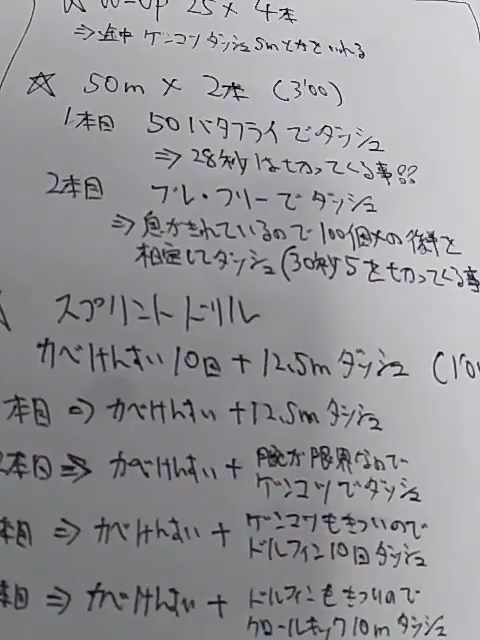 W-UP 25×4本
⇒途中 ゲンコツダッシュ5mとかをいれる
☆ 50m × 2本 (3'00)
1本目 50バタフライでダッシュ
⇒ 28秒は切ってくる事!!
2本目 ブレ・フリーでダッシュ
⇒ 息がきれているので100個メの後半を
想定してダッシュ(30秒5を切ってくる事
スプリントドリル
かべけんすい10回+12.5mダッシュ (1'0
本目 ⇒ かべけんすい+12.5mダッシュ
2本目 ⇒ かべけんすい+ 腕が限界なので
ゲンコツでダッシュ
本目 ⇒ かべけんすい+ ゲンコツもきついので
ドルフィン10回ダッシュ
本目 ⇒ かべけんすい+ ドルフィンもきついので
クロールキック10mダッシュ